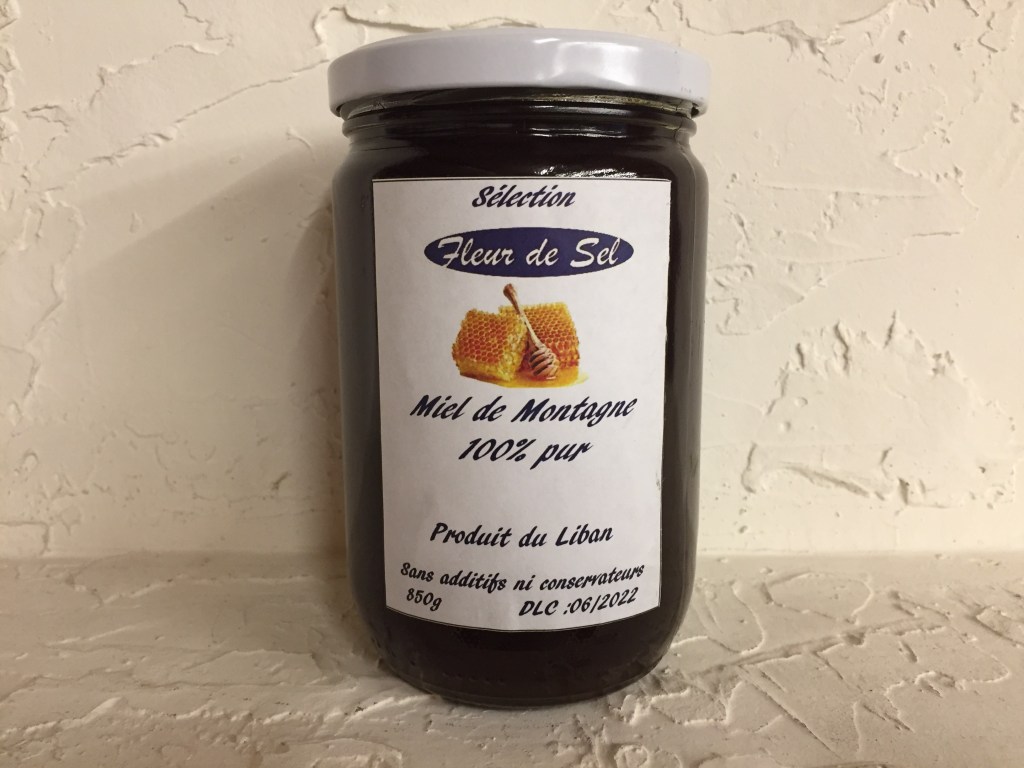 Sélection
Fleur de Sel
Miel de Montagne
100% pur
Produit du Liban
Sans additifs ni conservateurs
850g DLC :06/2022